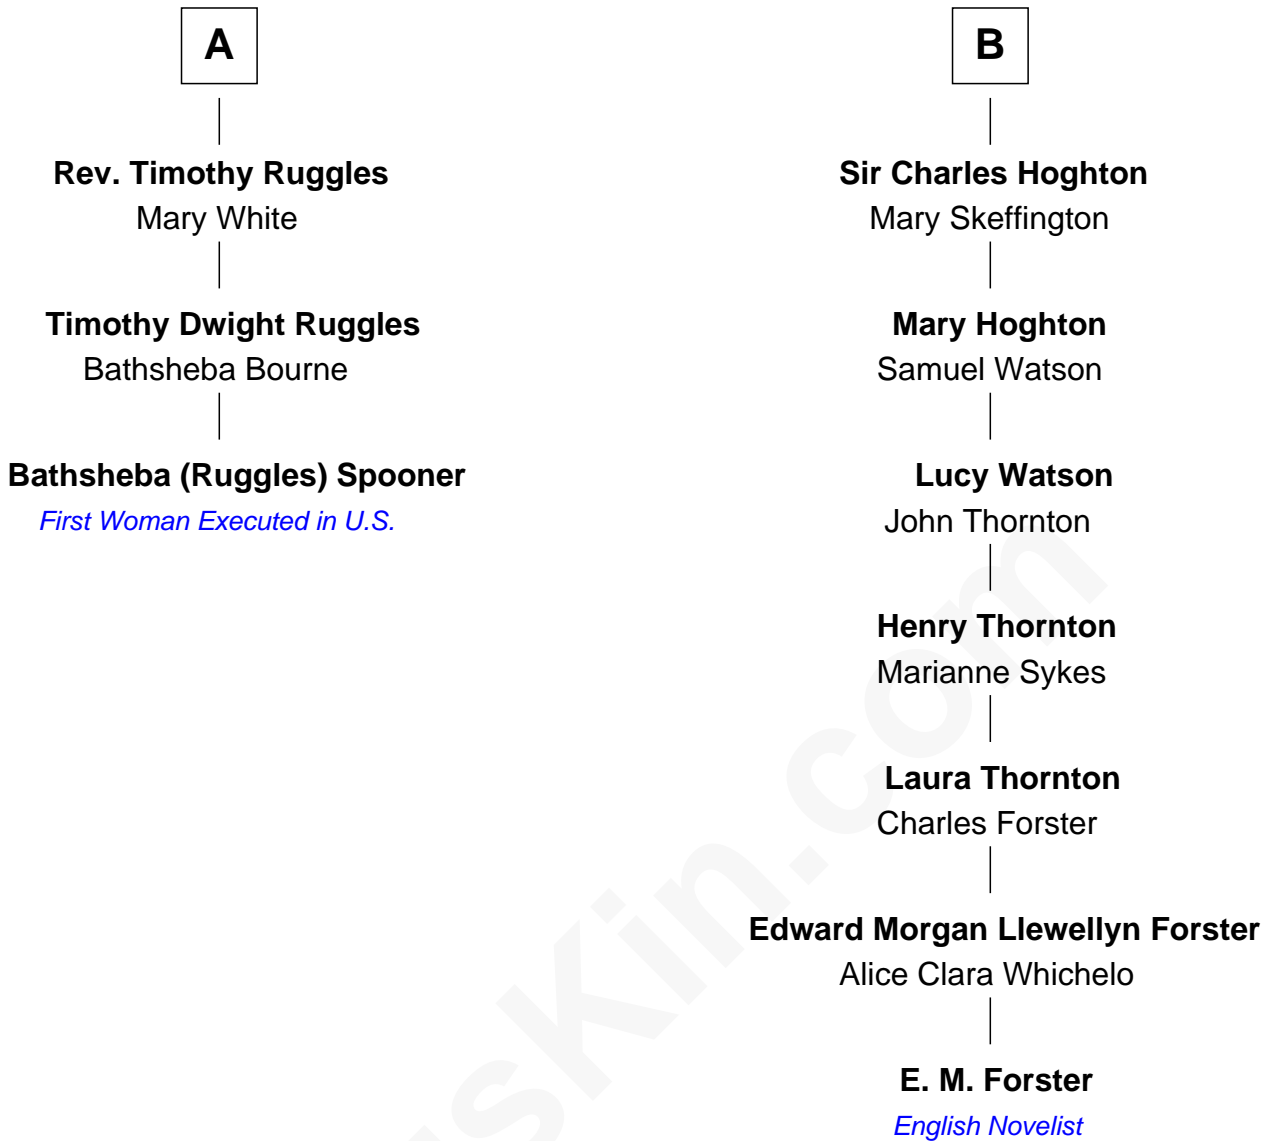 A
Rev. Timothy Ruggles
Mary White
Timothy Dwight Ruggles
Bathsheba Bourne
Bathsheba (Ruggles) Spooner
First Woman Executed in U.S.
B
Sir Charles Hoghton
Mary Skeffington
Mary Hoghton
Samuel Watson
Lucy Watson
John Thornton
Henry Thornton
Marianne Sykes
Laura Thornton
Charles Forster
Edward Morgan Llewellyn Forster
Alice Clara Whichelo
E. M. Forster
English Novelist